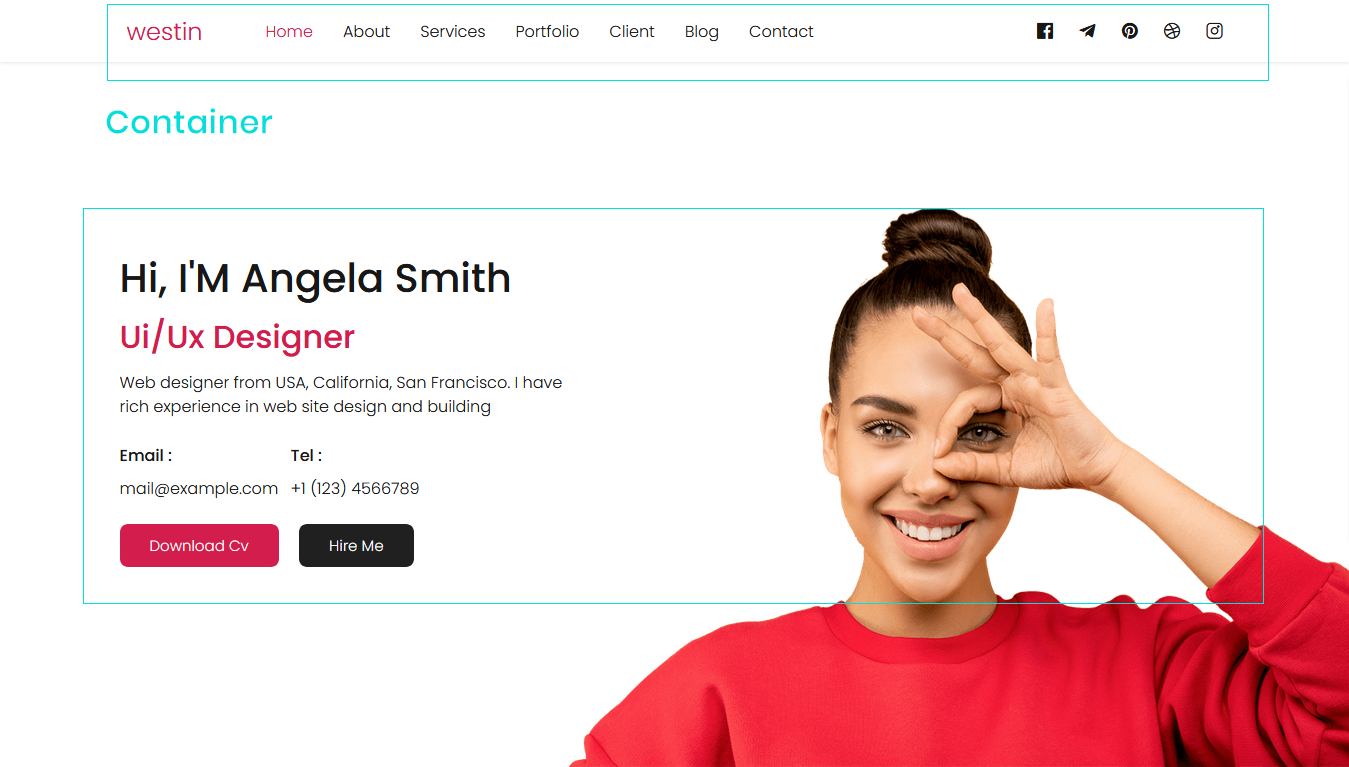 westin Home About Services Portfolio Client Blog Contact
Container
Hi, I'M Angela Smith
Ui/Ux Designer
Web designer from USA, California, San Francisco. I have
rich experience in web site design and building
Email : Tel :
mail@example.com +1 (123) 4566789
Download Cv Hire Me